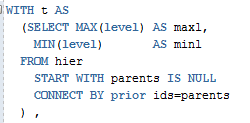 WITH t AS
(SELECT MAX(level) AS maxl,
MIN(level) AS minl
FROM hier
START WITH parents IS NULL
CONNECT BY prior ids=parents
) ,